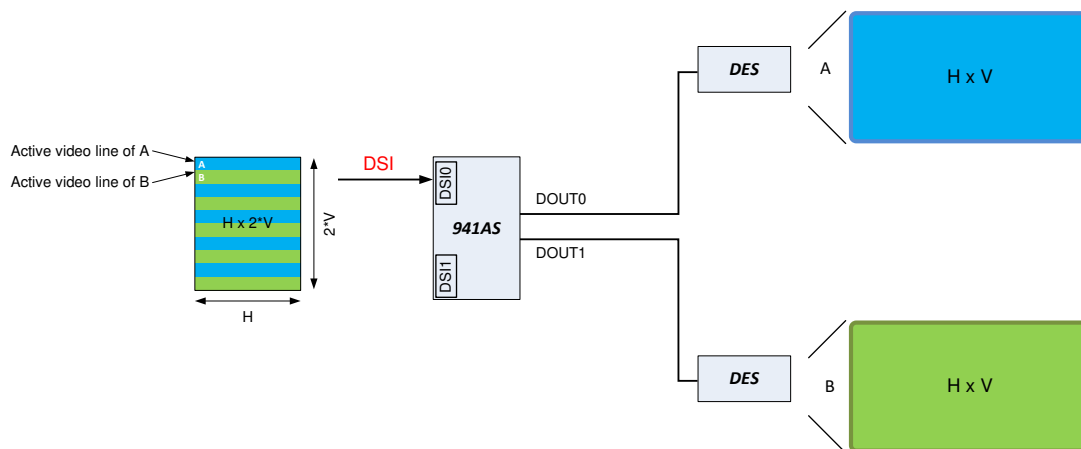 Active video line of A
Active video line of B
A
B
H x 2*V
2*V
H
DSI
DSI0
DSI1
941AS
DOUT0
DOUT1
DES
A
H x V
DES
B
H x V